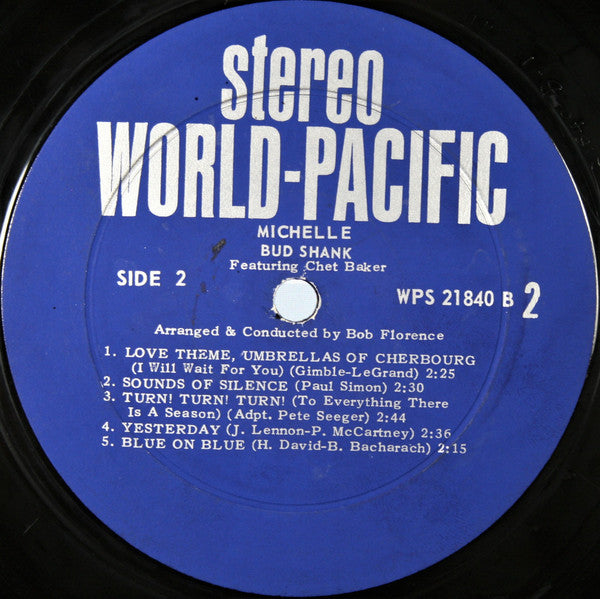 stereo
WORLD-PACIFIC
MICHELLE
BUD SHANK
Featuring Chet Baker
SIDE 2
WPS 21840 B 2
Arranged & Conducted by Bob Florence
1. LOVE THEME, UMBRELLAS OF CHERBOURG
(I Will Wait For You) (Gimble-LeGrand) 2:25
2. SOUNDS OF SILENCE (Paul Simon) 2:30
3. TURN! TURN! TURN! (To Everything There
Is A Season) (Adpt. Pete Seeger) 2:44
4. YESTERDAY (J. Lennon-P. McCartney) 2:36
5. BLUE ON BLUE (H. David-B. Bacharach) 2:15